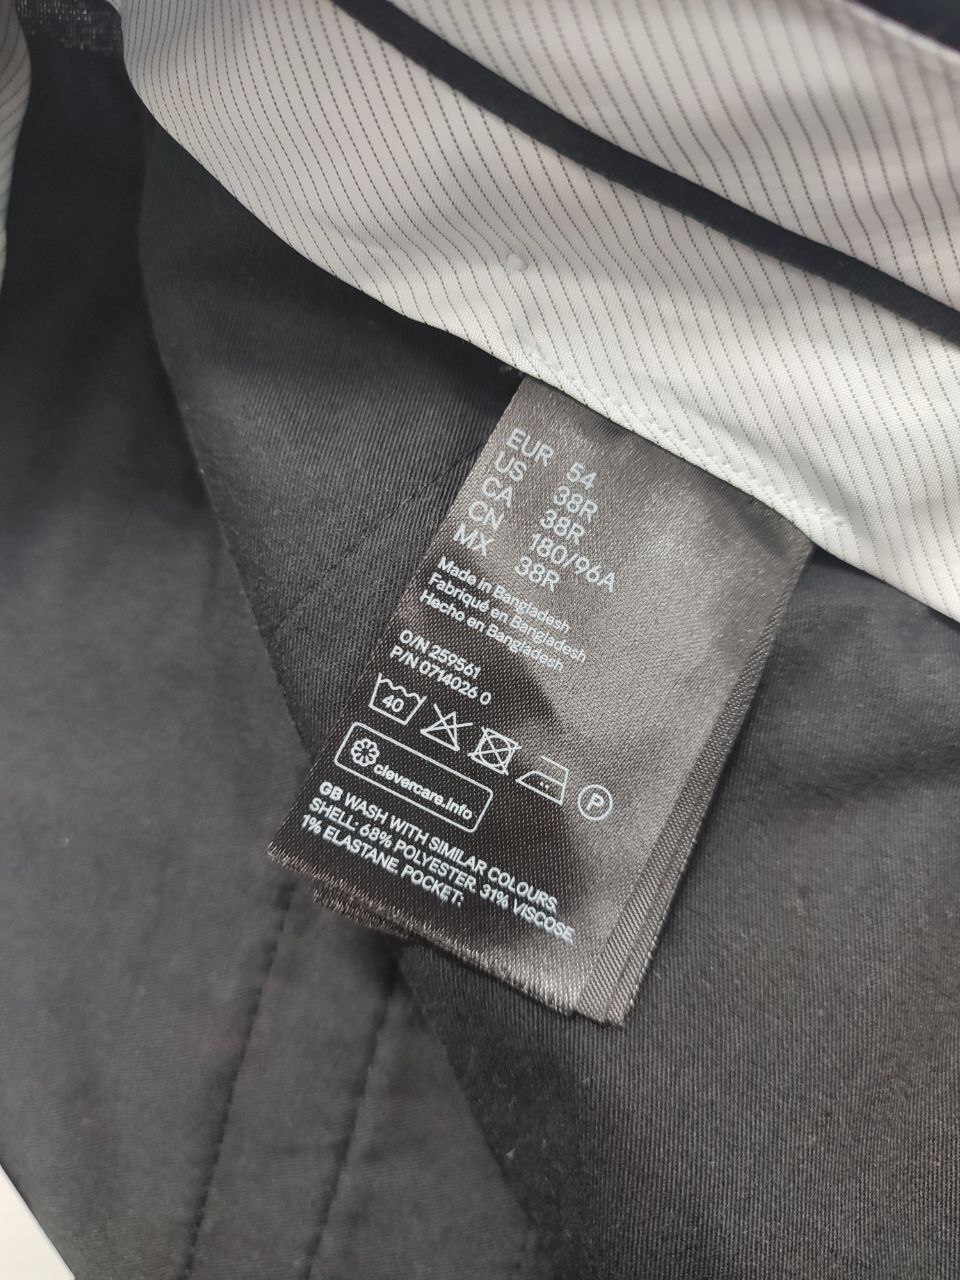 EUR 54
US 38R
CA 38R
CN 180/96A
MX 38R
Made in Bangladesh
Fabriqué en Bangladesh
Hecho en Bangladesh
O/N 259561
P/N 0714026 0
40
P
clevercare.info
GB WASH WITH SIMILAR COLOURS.
SHELL: 68% POLYESTER. 31% VISCOSE.
1% ELASTANE. POCKET: